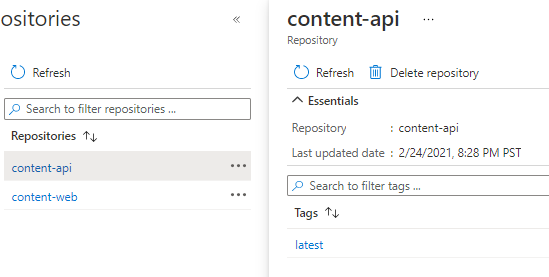 ositories
«
Refresh
Search to filter repositories ...
Repositories ↑↓
content-api ...
content-web ...
content-api ...
Repository
Refresh Delete repository
Essentials
Repository : content-api
Last updated date : 2/24/2021, 8:28 PM PST
Search to filter tags ...
Tags ↑↓
latest